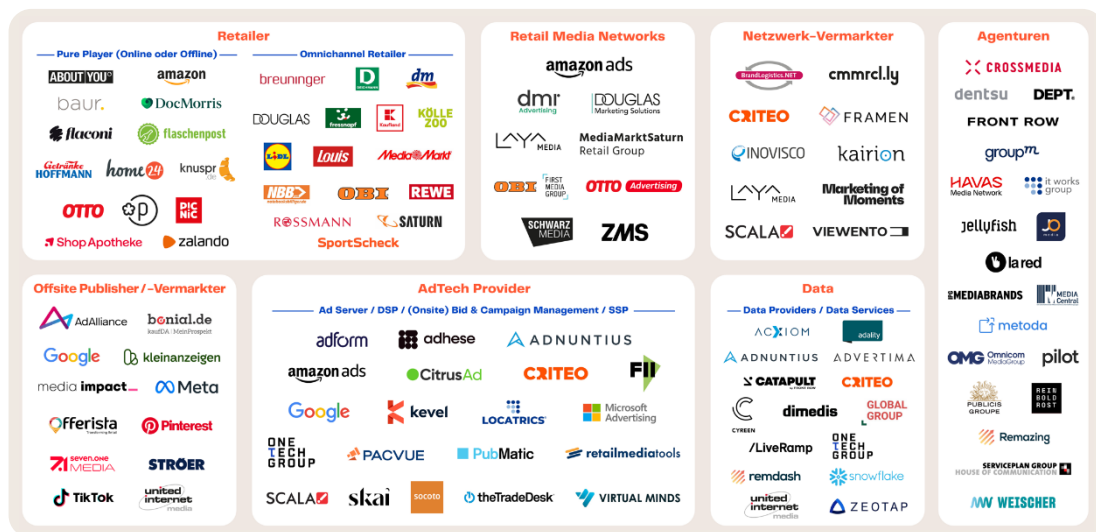 Retailer
Pure Player (Online oder Offline)
Omnichannel Retailer
ABOUT YOU
amazon
baur.
DocMorris
flaconi
flaschenpost
Getränke
HOFFMANN
home24
knuspr
.de
OTTO
p
PICNIC
Shop Apotheke
zalando
breuninger
D
dm
DOUGLAS
fressnapf
Kaufland
KÖLLE
ZOO
LIDL
Louis
MediaMarkt
NBB
OBI
REWE
ROSSMANN
SATURN
SportScheck
Retail Media Networks
amazon ads
dmr
Advertising
DOUGLAS
Marketing Solutions
LAYA
MEDIA
MediaMarktSaturn
Retail Group
OBI
FIRST
MEDIA
GROUP
OTTO Advertising
SCHWARZ
MEDIA
ZMS
Netzwerk-Vermarkter
BrandLogistics.NET
cmmrcl.ly
CRITEO
FRAMEN
INOVISCO
kairion
LAYA
MEDIA
Marketing of
Moments
SCALA
VIEWENTO
Agenturen
CROSSMEDIA
dentsu
DEPT.
FRONT ROW
groupm
HAVAS
Media Network
it works
group
jellyfish
JO
media
la red
MEDIABRANDS
MEDIA
Central
metoda
OMG Omnicom
MediaGroup
pilot
PUBLICIS
GROUPE
REIN
BOLD
ROST
Remazing
SERVICEPLAN GROUP
HOUSE OF COMMUNICATION
WEISCHER
Offsite Publisher/-Vermarkter
AdAlliance
bonial.de
kaufDA | MeinProspekt
Google
kleinanzeigen
media impact_
Meta
Offerista
Pinterest
7.1
SEVEN.ONE
MEDIA
STRÖER
TikTok
united
internet
media
AdTech Provider
Ad Server / DSP / (Onsite) Bid & Campaign Management / SSP
adform
adhese
ADNUNTIUS
amazon ads
CitrusAd
CRITEO
FII
Google
kevel
LOCATRICS
Microsoft
Advertising
ONE
TECH
GROUP
PACVUE
PubMatic
retailmediatools
SCALA
skai
socoto
theTradeDesk
VIRTUAL MINDS
Data
Data Providers / Data Services
ACXIOM
adality
ADNUNTIUS
ADVERTIMA
CATAPULT
CRITEO
CYREEN
dimedis
GLOBAL
GROUP
/LiveRamp
ONE
TECH
GROUP
remdash
snowflake
united
internet
media
ZEOTAP